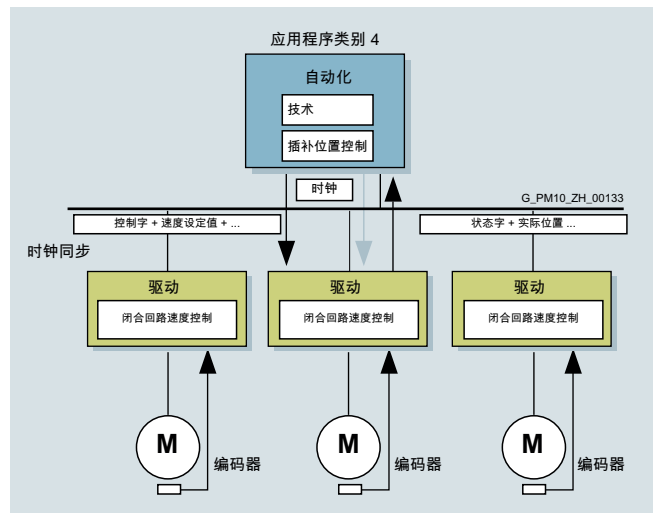 应用程序类别 4
自动化
技术
插补位置控制
时钟
G_PM10_ZH_00133
控制字 + 速度设定值 + ...
状态字 + 实际位置 ...
时钟同步
驱动
驱动
驱动
闭合回路速度控制
闭合回路速度控制
闭合回路速度控制
M
M
M
编码器
编码器
编码器